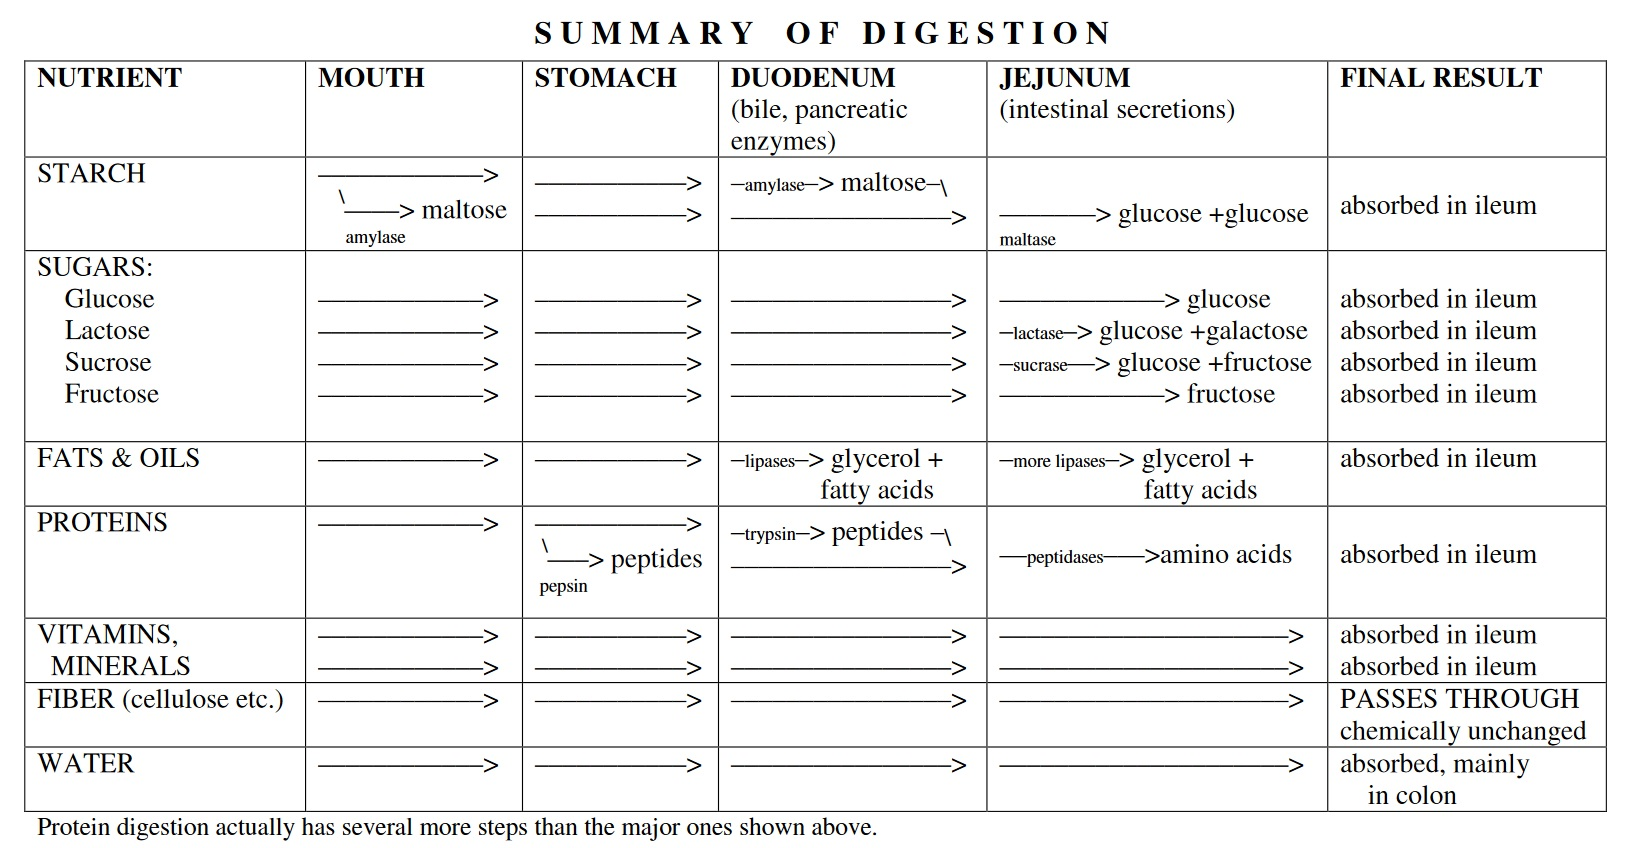 SUMMARY OF DIGESTION
NUTRIENT MOUTH STOMACH DUODENUM JEJUNUM FINAL RESULT
(bile, pancreatic (intestinal secretions)
enzymes)
STARCH ————> ————> –amylase–> maltose–\
\——> maltose ————> ————> ————> glucose +glucose absorbed in ileum
amylase maltase
SUGARS:
Glucose ————> ————> ————> ————> glucose absorbed in ileum
Lactose ————> ————> ————> –lactase–> glucose +galactose absorbed in ileum
Sucrose ————> ————> ————> –sucrase—> glucose +fructose absorbed in ileum
Fructose ————> ————> ————> ————> fructose absorbed in ileum
FATS & OILS ————> ————> –lipases–> glycerol + –more lipases–> glycerol + absorbed in ileum
fatty acids fatty acids
PROTEINS ————> ————> –trypsin–> peptides –\
\——> peptides ————> —peptidases——>amino acids absorbed in ileum
pepsin
VITAMINS, ————> ————> ————> ————> absorbed in ileum
MINERALS ————> ————> ————> ————> absorbed in ileum
FIBER (cellulose etc.) ————> ————> ————> ————> PASSES THROUGH
chemically unchanged
WATER ————> ————> ————> ————> absorbed, mainly
in colon
Protein digestion actually has several more steps than the major ones shown above.